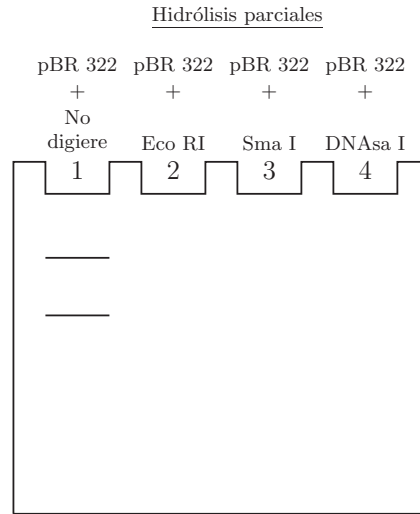 Hidrólisis parciales
pBR 322 pBR 322 pBR 322 pBR 322
+ + + +
No
digiere Eco RI Sma I DNAsa I
1 2 3 4